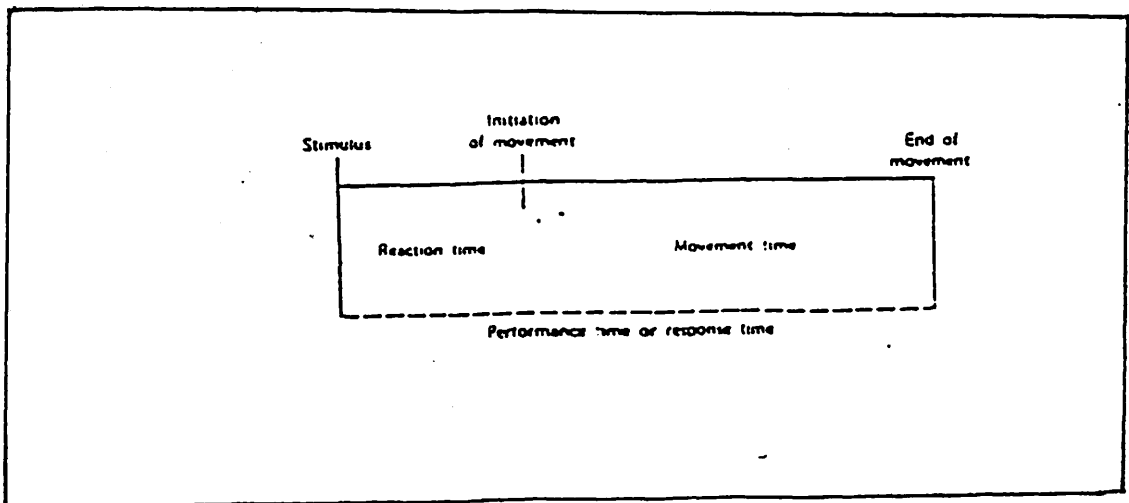 Initiation
of movement
Stimulus
End of
movement
Reaction time
Movement time
Performance time or response time